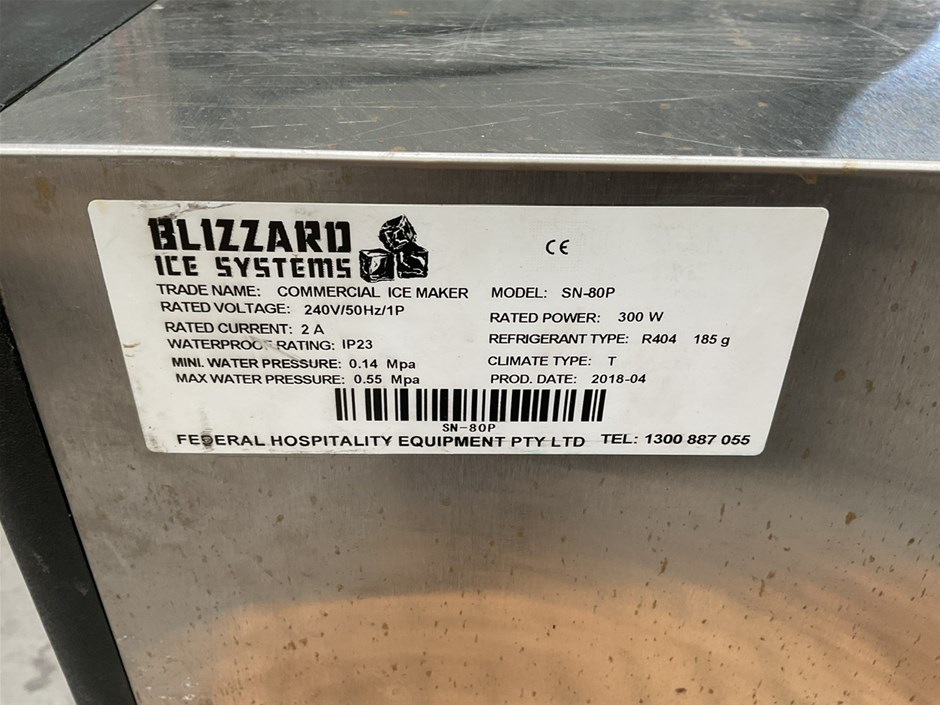 BLIZZARD
ICE SYSTEMS
CE
TRADE NAME: COMMERCIAL ICE MAKER MODEL: SN-80P
RATED VOLTAGE: 240V/50Hz/1P
RATED POWER: 300 W
RATED CURRENT: 2 A
REFRIGERANT TYPE: R404 185 g
WATERPROOF RATING: IP23
CLIMATE TYPE: T
MINI. WATER PRESSURE: 0.14 Mpa
PROD. DATE: 2018-04
MAX WATER PRESSURE: 0.55 Mpa
SN-80P
FEDERAL HOSPITALITY EQUIPMENT PTY LTD TEL: 1300 887 055